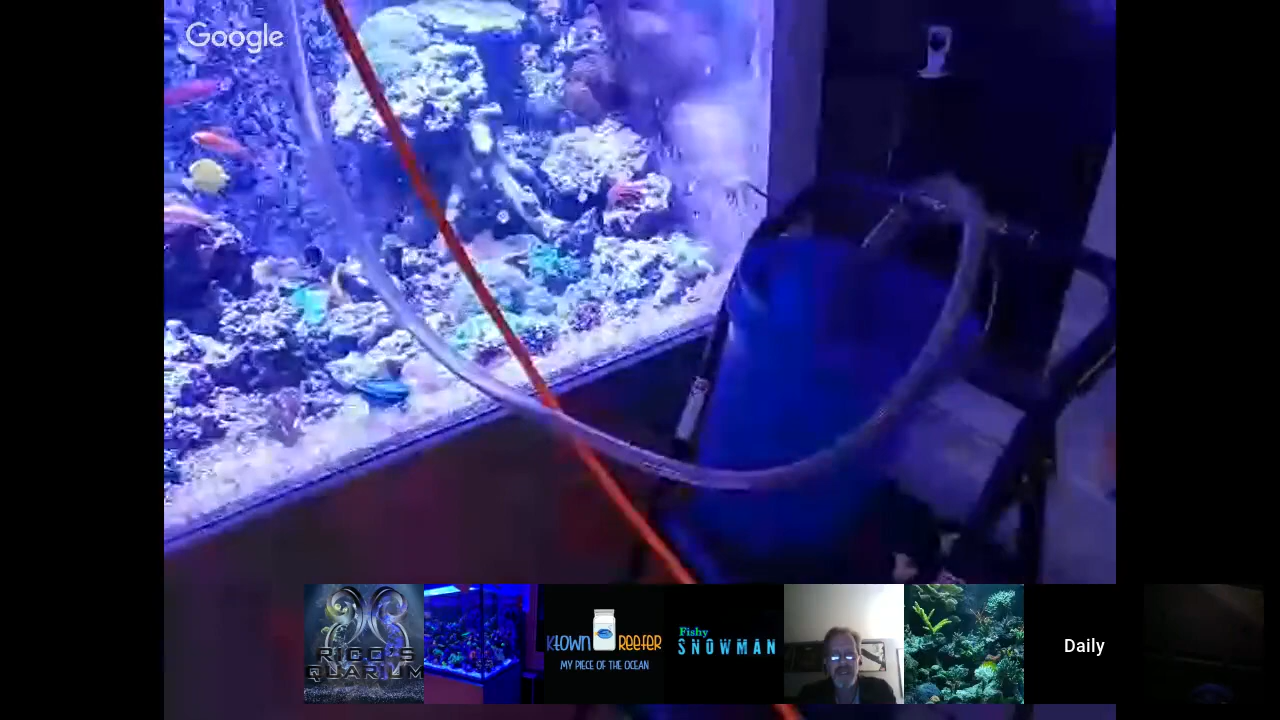 Google
RICO'S
QUARIUM
KTOWN REEFER
MY PIECE OF THE OCEAN
Fishy
SNOWMAN
Daily